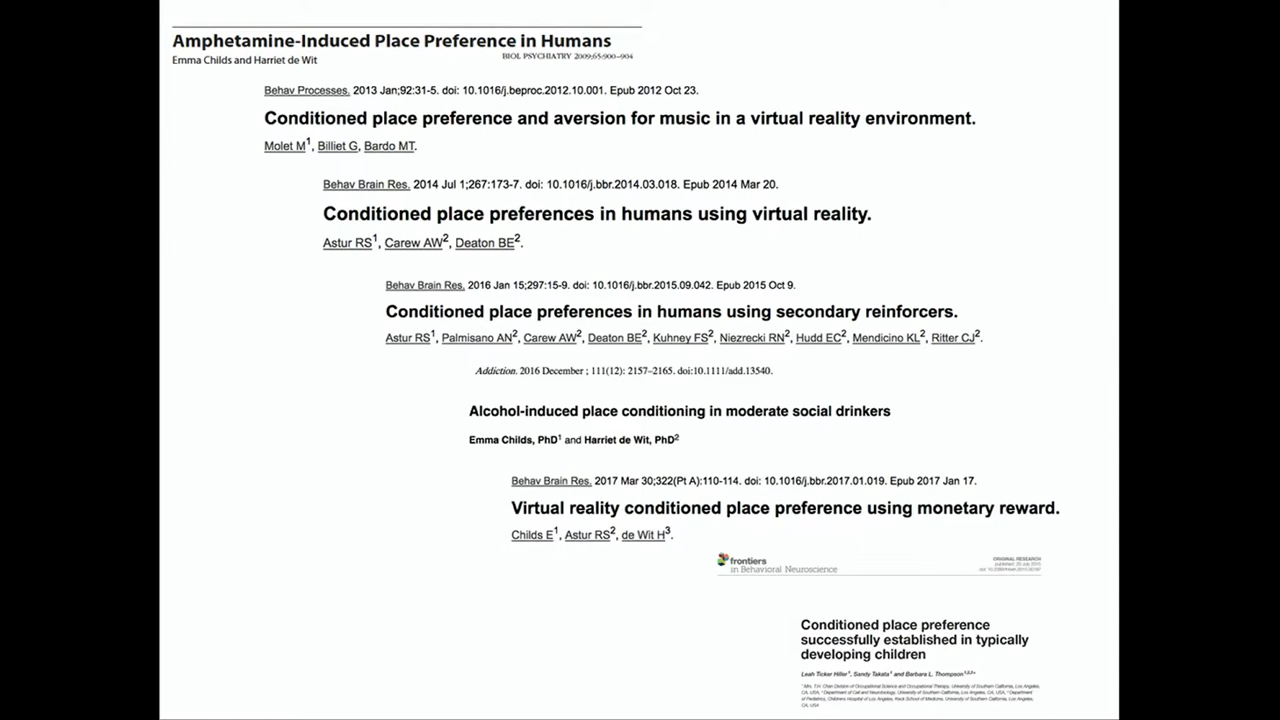 Amphetamine-Induced Place Preference in Humans
Emma Childs and Harriet de Wit
BIOL PSYCHIATRY 2009;65:900–904
Behav Processes. 2013 Jan;92:31-5. doi: 10.1016/j.beproc.2012.10.001. Epub 2012 Oct 23.
Conditioned place preference and aversion for music in a virtual reality environment.
Molet M1, Billiet G, Bardo MT.
Behav Brain Res. 2014 Jul 1;267:173-7. doi: 10.1016/j.bbr.2014.03.018. Epub 2014 Mar 20.
Conditioned place preferences in humans using virtual reality.
Astur RS1, Carew AW2, Deaton BE2.
Behav Brain Res. 2016 Jan 15;297:15-9. doi: 10.1016/j.bbr.2015.09.042. Epub 2015 Oct 9.
Conditioned place preferences in humans using secondary reinforcers.
Astur RS1, Palmisano AN2, Carew AW2, Deaton BE2, Kuhney FS2, Niezrecki RN2, Hudd EC2, Mendicino KL2, Ritter CJ2.
Addiction. 2016 December ; 111(12): 2157–2165. doi:10.1111/add.13540.
Alcohol-induced place conditioning in moderate social drinkers
Emma Childs, PhD1 and Harriet de Wit, PhD2
Behav Brain Res. 2017 Mar 30;322(Pt A):110-114. doi: 10.1016/j.bbr.2017.01.019. Epub 2017 Jan 17.
Virtual reality conditioned place preference using monetary reward.
Childs E1, Astur RS2, de Wit H3.
frontiers
in Behavioral Neuroscience
ORIGINAL RESEARCH
Conditioned place preference
successfully established in typically
developing children
Leah Ticker Hiller1, Sandy Takata1 and Barbara L. Thompson1,2,3*